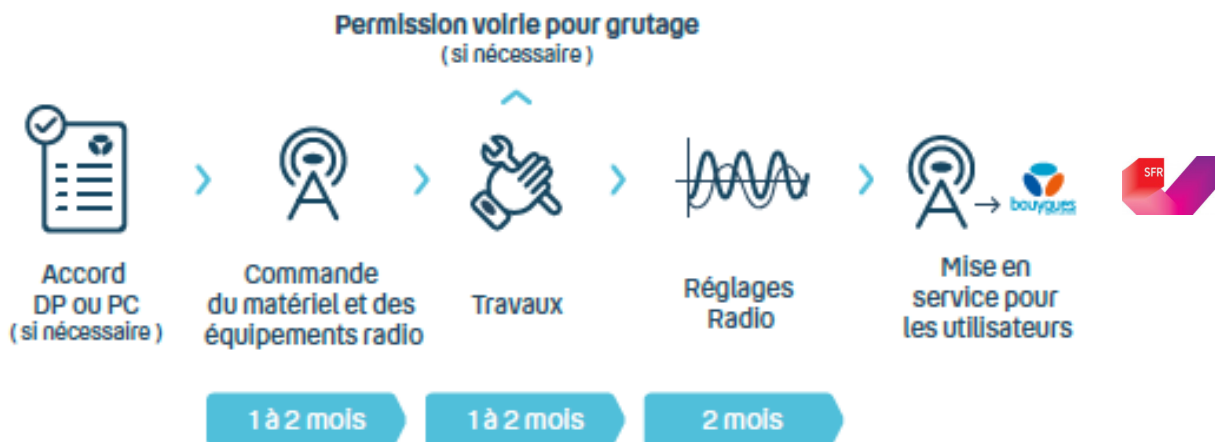 Permission voirie pour grutage
( si nécessaire )
Accord
DP ou PC
( si nécessaire )
Commande
du matériel et des
équipements radio
Travaux
Réglages
Radio
bouygues
SFR
Mise en
service pour
les utilisateurs
1 à 2 mois
1 à 2 mois
2 mois